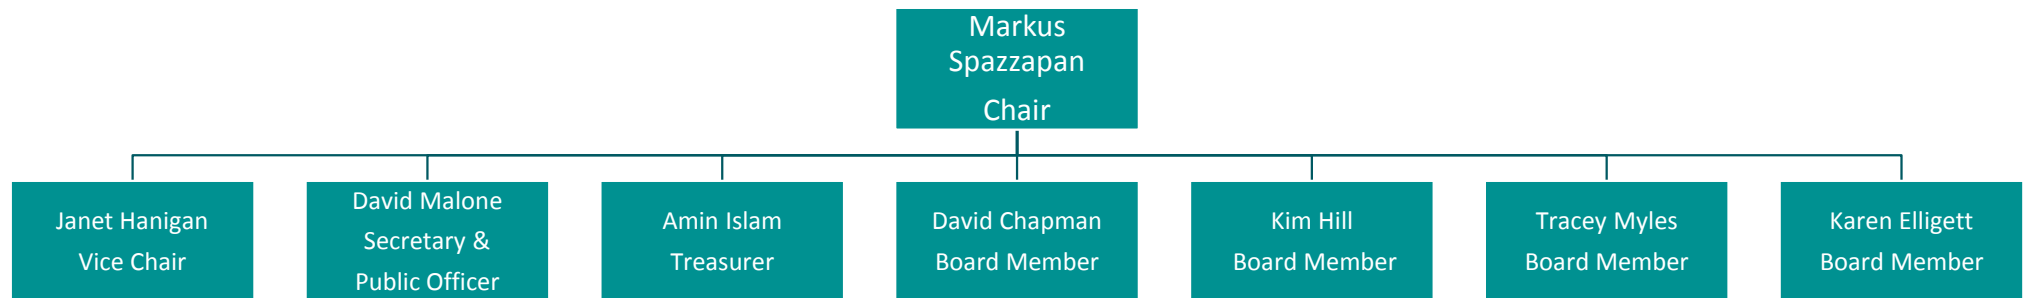 Markus
Spazzapan
Chair
Janet Hanigan
Vice Chair
David Malone
Secretary &
Public Officer
Amin Islam
Treasurer
David Chapman
Board Member
Kim Hill
Board Member
Tracey Myles
Board Member
Karen Elligett
Board Member